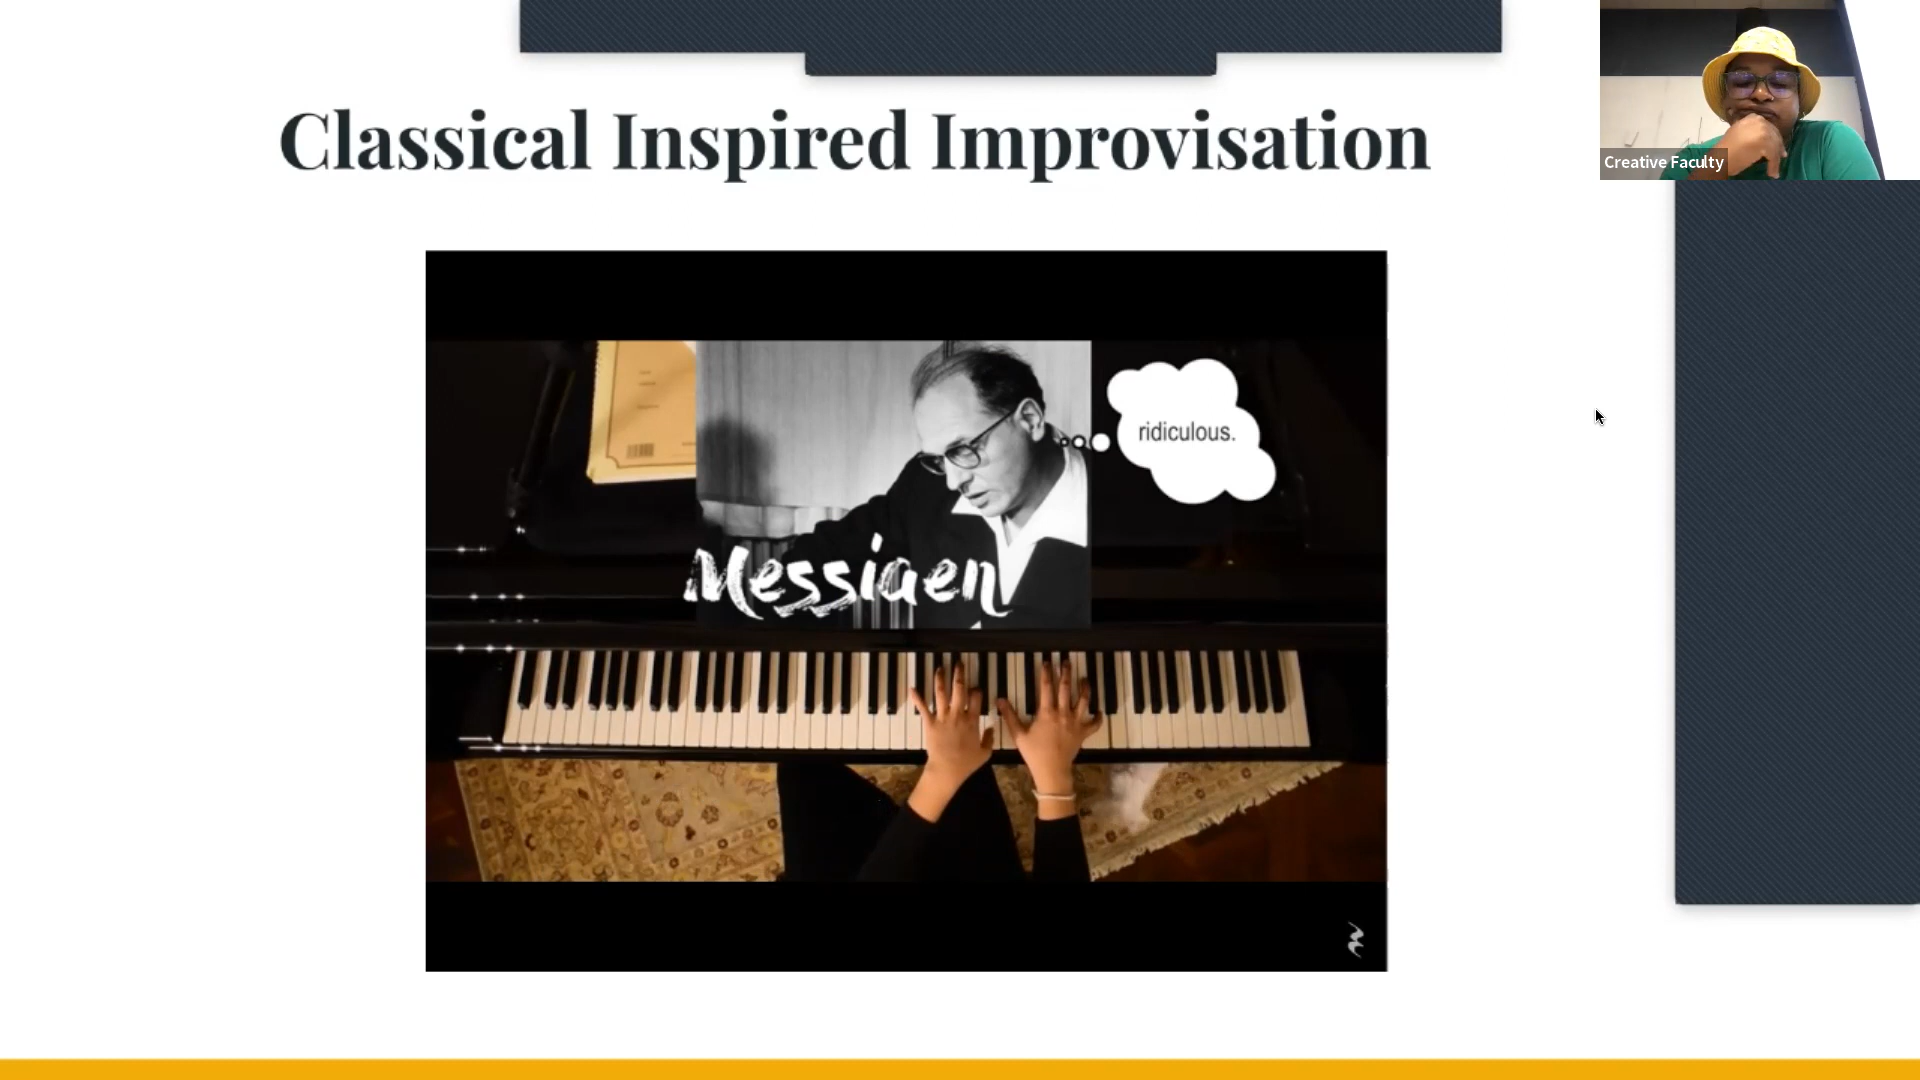 Classical Inspired Improvisation
Creative Faculty
ridiculous.
Messiaen